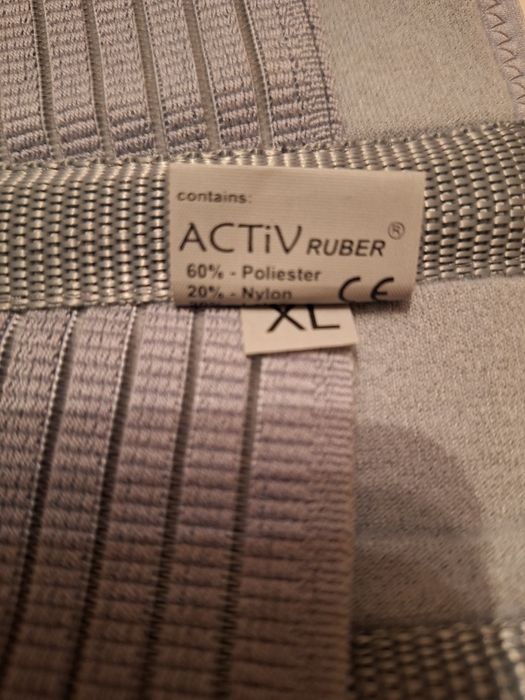 contains:
ACTiV RUBER ®
60% - Poliester
20% - Nylon CE
XL